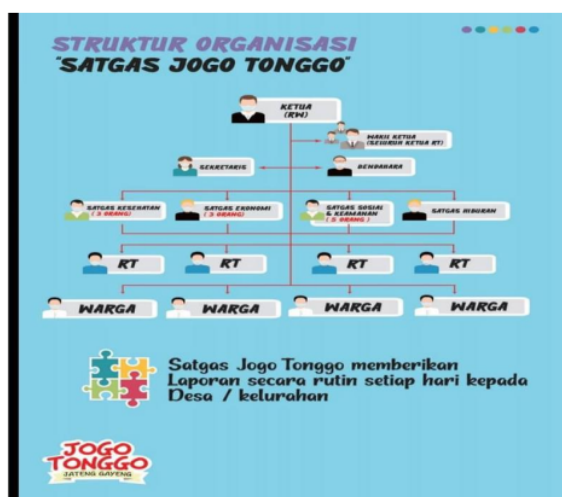 STRUKTUR ORGANISASI
"SATGAS JOGO TONGGO"
KETUA
(RW)
WAKIL KETUA
(SELURUH KETUA RT)
SEKRETARIS
BENDAHARA
SATGAS KESEHATAN
(3 ORANG)
SATGAS EKONOMI
(3 ORANG)
SATGAS SOSIAL
& KEAMANAN
(5 ORANG)
SATGAS HIBURAN
RT
RT
RT
RT
WARGA
WARGA
WARGA
WARGA
Satgas Jogo Tonggo memberikan
Laporan secara rutin setiap hari kepada
Desa / kelurahan
JOGO
TONGGO
JATENG GAYENG